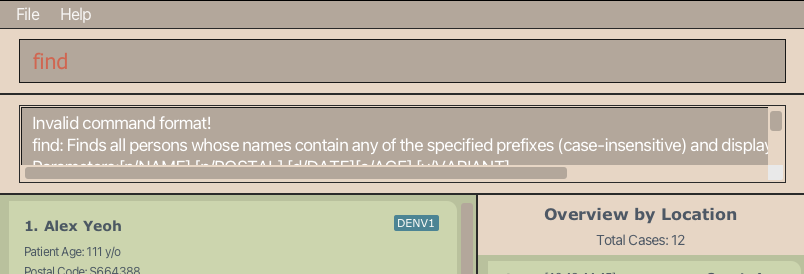 File Help
find
Invalid command format!
find: Finds all persons whose names contain any of the specified prefixes (case-insensitive) and display
Parameters: [n/NAME] [p/POSTAL] [d/DATE][a/AGE] [v/VARIANT]
1. Alex Yeoh
DENV1
Patient Age: 111 y/o
Postal Code: S664388
Overview by Location
Total Cases: 12